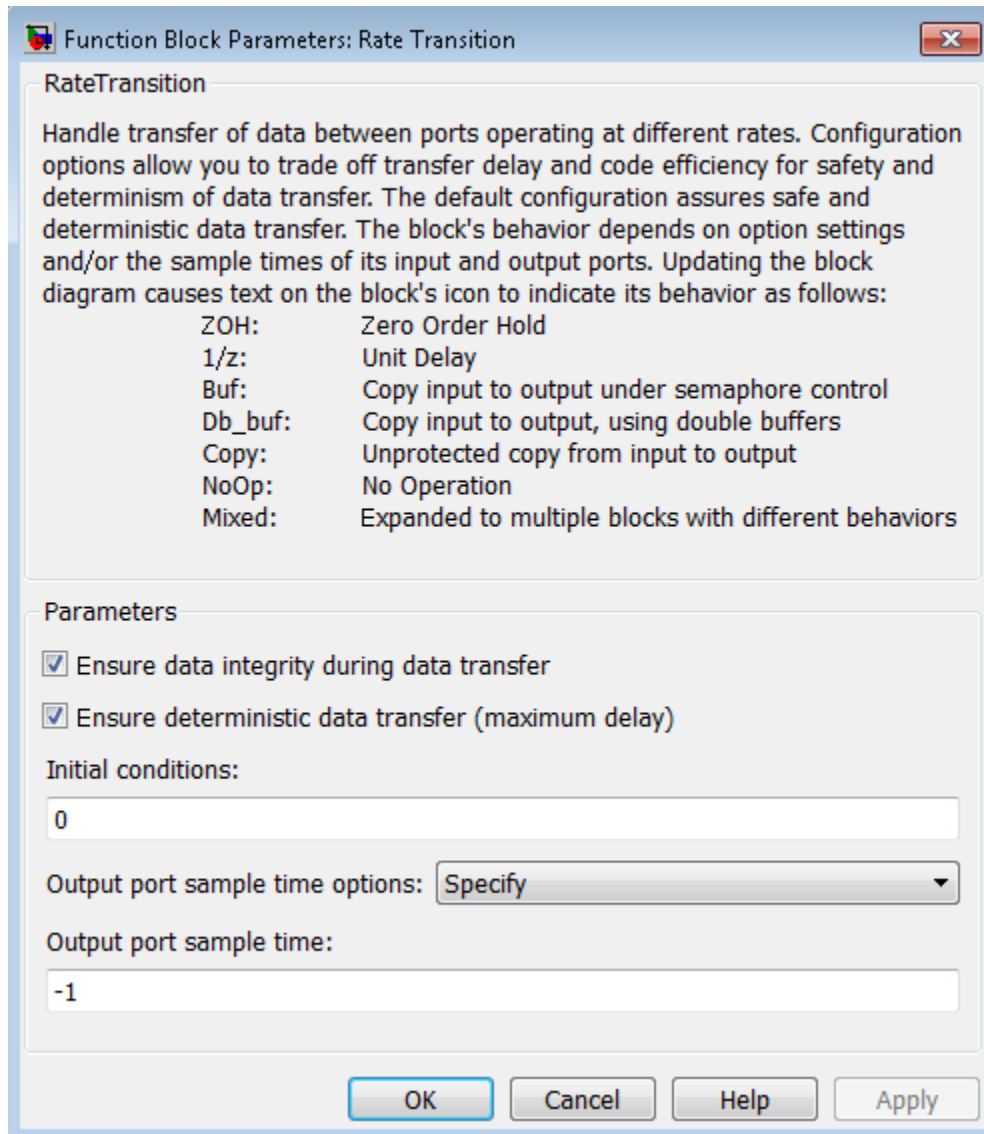 Function Block Parameters: Rate Transition
RateTransition
Handle transfer of data between ports operating at different rates. Configuration
options allow you to trade off transfer delay and code efficiency for safety and
determinism of data transfer. The default configuration assures safe and
deterministic data transfer. The block's behavior depends on option settings
and/or the sample times of its input and output ports. Updating the block
diagram causes text on the block's icon to indicate its behavior as follows:
ZOH: Zero Order Hold
1/z: Unit Delay
Buf: Copy input to output under semaphore control
Db_buf: Copy input to output, using double buffers
Copy: Unprotected copy from input to output
NoOp: No Operation
Mixed: Expanded to multiple blocks with different behaviors
Parameters
Ensure data integrity during data transfer
Ensure deterministic data transfer (maximum delay)
Initial conditions:
0
Output port sample time options: Specify
Output port sample time:
-1
OK Cancel Help Apply